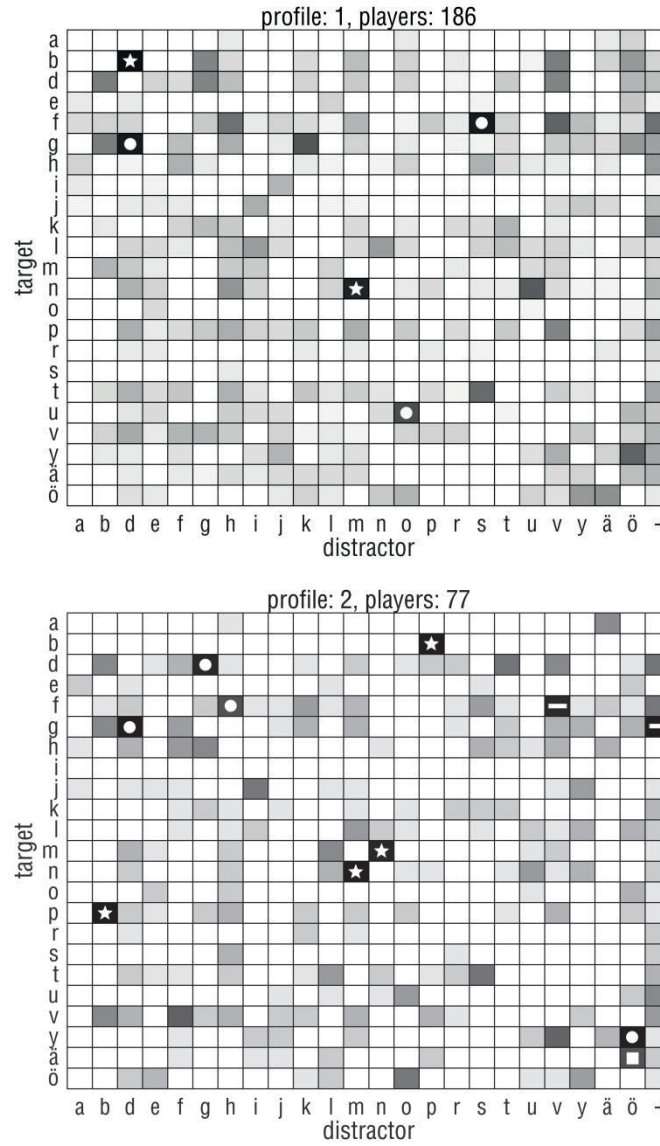 profile: 1, players: 186
a
b
d
e
f
g
h
i
j
k
l
m
n
o
p
r
s
t
u
v
y
ä
ö
target
a b d e f g h i j k l m n o p r s t u v y ä ö -
distractor
profile: 2, players: 77
a
b
d
e
f
g
h
i
j
k
l
m
n
o
p
r
s
t
u
v
y
ä
ö
target
a b d e f g h i j k l m n o p r s t u v y ä ö -
distractor